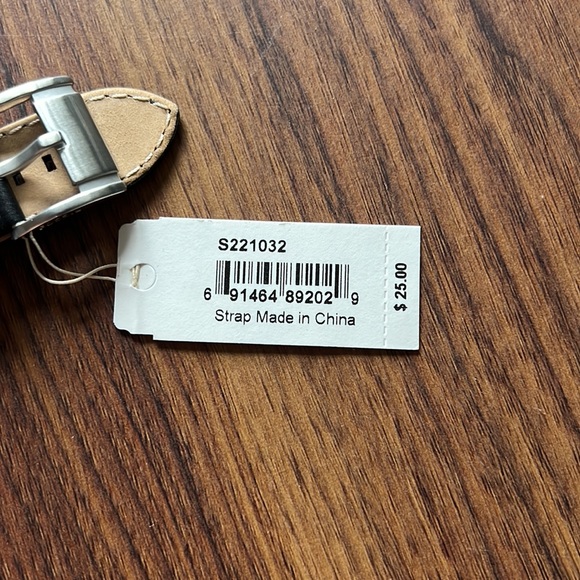 S221032
6 91464 89202 9
Strap Made in China
$ 25.00